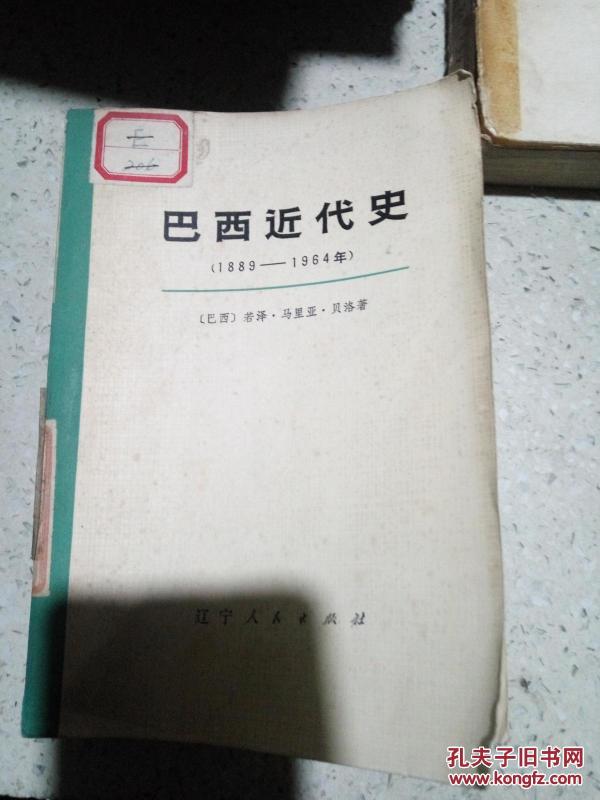 E
206
巴西近代史
(1889——1964年)
〔巴西〕若泽·马里亚·贝洛著
辽宁人民出版社
孔夫子旧书网
www.kongfz.com